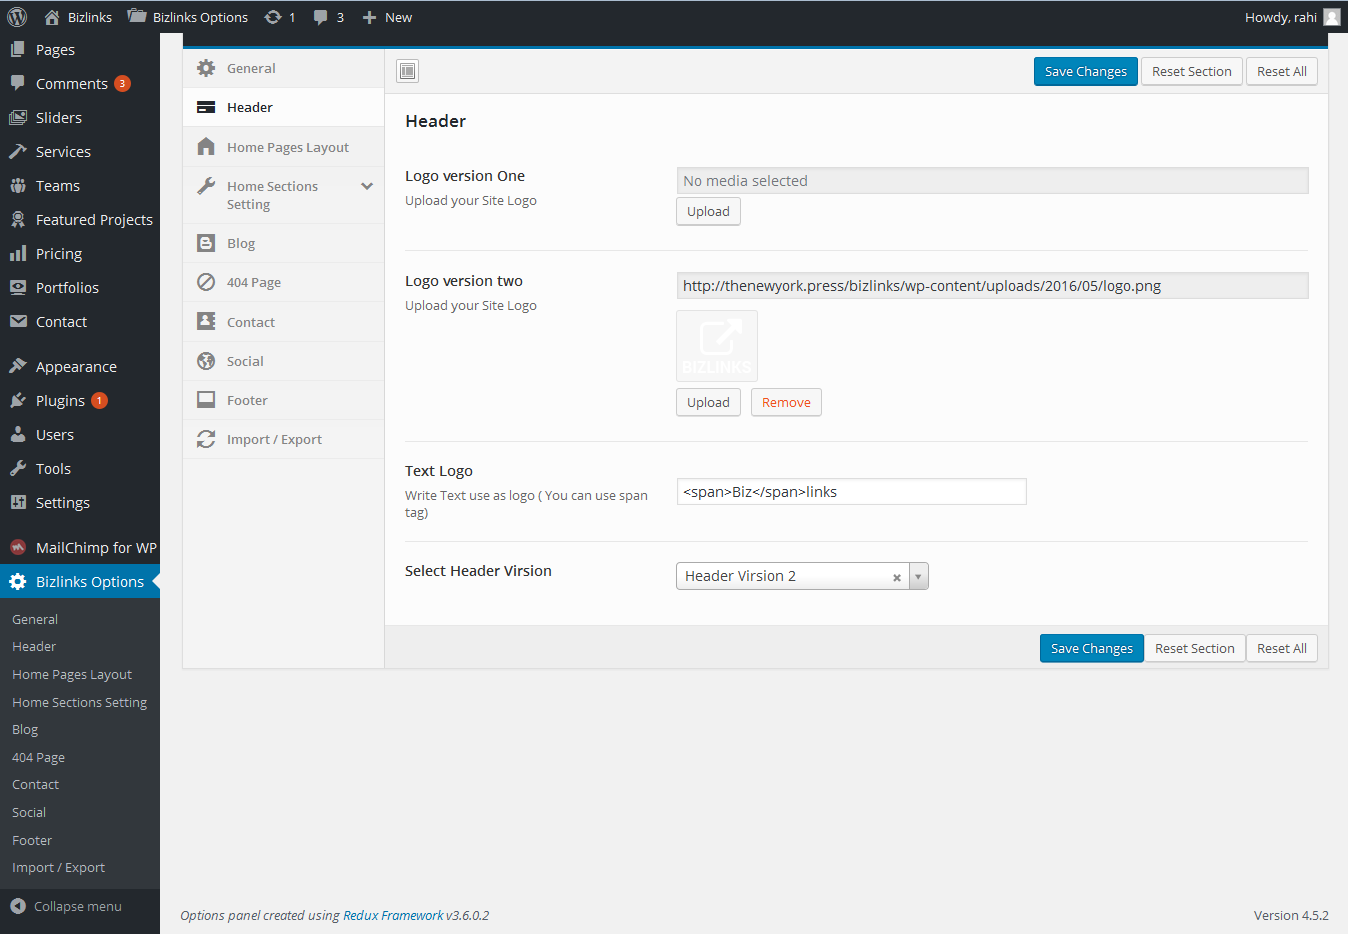 Bizlinks
Bizlinks Options
1
3
New
Howdy, rahi
Pages
Comments 3
Sliders
Services
Teams
Featured Projects
Pricing
Portfolios
Contact
Appearance
Plugins 1
Users
Tools
Settings
MailChimp for WP
Bizlinks Options
General
Header
Home Pages Layout
Home Sections Setting
Blog
404 Page
Contact
Social
Footer
Import / Export
Collapse menu
General
Header
Home Pages Layout
Home Sections
Setting
Blog
404 Page
Contact
Social
Footer
Import / Export
Save Changes
Reset Section
Reset All
Header
Logo version One
Upload your Site Logo
No media selected
Upload
Logo version two
Upload your Site Logo
http://thenewyork.press/bizlinks/wp-content/uploads/2016/05/logo.png
BIZLINKS
Upload
Remove
Text Logo
Write Text use as logo ( You can use span
tag)
<span>Biz</span>links
Select Header Virsion
Header Virsion 2
Save Changes
Reset Section
Reset All
Options panel created using Redux Framework v3.6.0.2
Version 4.5.2